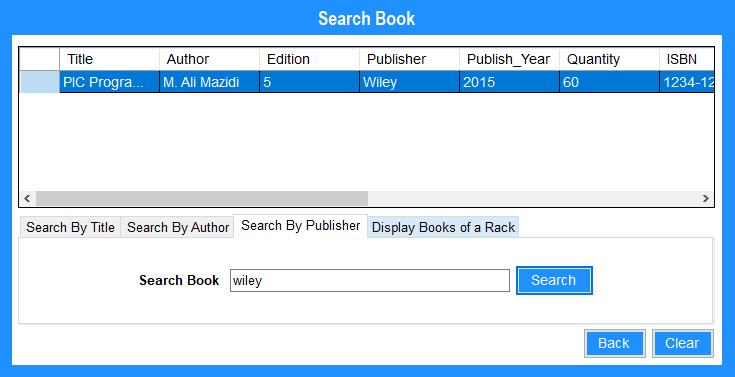 Search Book
Title Author Edition Publisher Publish_Year Quantity ISBN
PIC Progra... M. Ali Mazidi 5 Wiley 2015 60 1234-12
Search By Title Search By Author Search By Publisher Display Books of a Rack
Search Book wiley Search
Back Clear